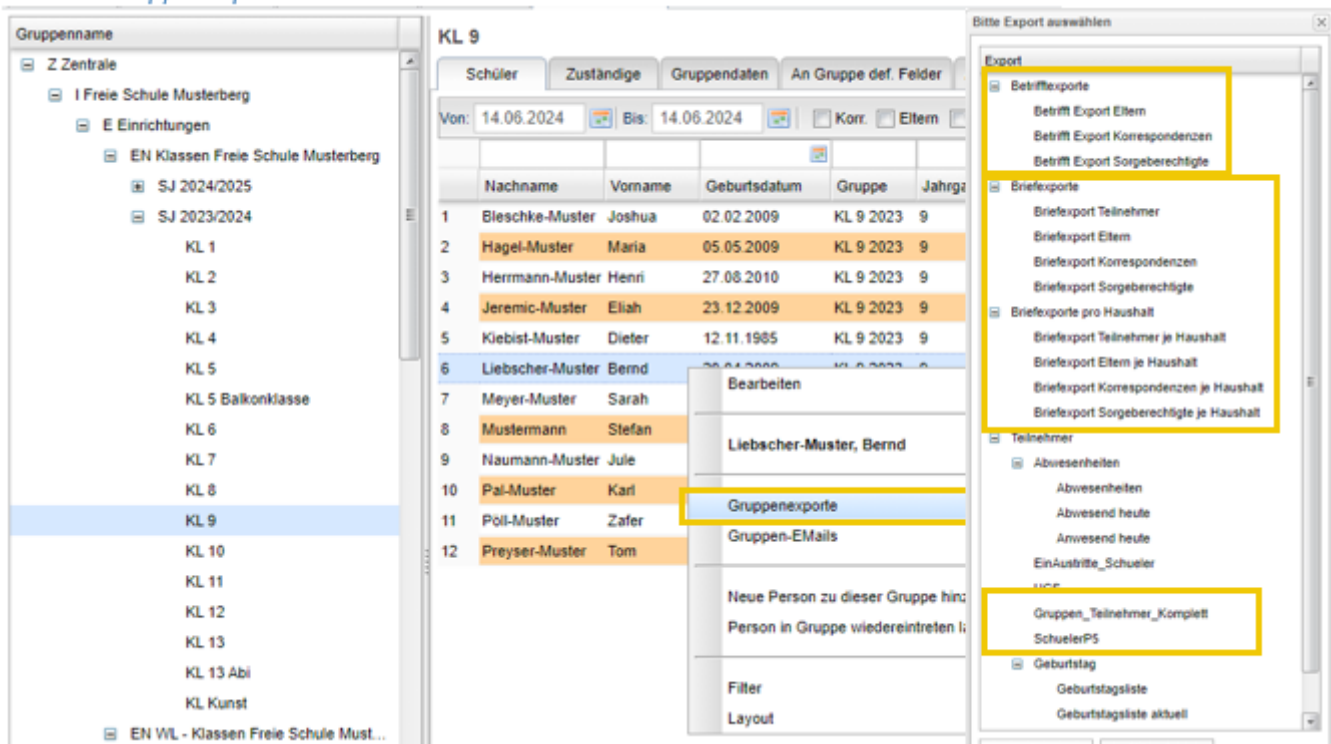 Gruppenname
Z Zentrale
I Freie Schule Musterberg
E Einrichtungen
EN Klassen Freie Schule Musterberg
SJ 2024/2025
SJ 2023/2024
KL 1
KL 2
KL 3
KL 4
KL 5
KL 5 Balkonklasse
KL 6
KL 7
KL 8
KL 9
KL 10
KL 11
KL 12
KL 13
KL 13 Abi
KL Kunst
EN WL - Klassen Freie Schule Must...
KL 9
Schüler Zuständige Gruppendaten An Gruppe def. Felder
Von: 14.06.2024 Bis: 14.06.2024 Korr. Eltern
Nachname Vorname Geburtsdatum Gruppe Jahrga
1 Bleschke-Muster Joshua 02.02.2009 KL 9 2023 9
2 Hagel-Muster Maria 05.05.2009 KL 9 2023 9
3 Herrmann-Muster Henri 27.08.2010 KL 9 2023 9
4 Jeremic-Muster Eliah 23.12.2009 KL 9 2023 9
5 Kiebist-Muster Dieter 12.11.1985 KL 9 2023 9
6 Liebscher-Muster Bernd
7 Meyer-Muster Sarah
8 Mustermann Stefan
9 Naumann-Muster Jule
10 Pal-Muster Karl
11 Pöll-Muster Zafer
12 Preyser-Muster Tom
Bearbeiten
Liebscher-Muster, Bernd
Gruppenexporte
Gruppen-EMails
Neue Person zu dieser Gruppe hinz
Person in Gruppe wiedereintreten la
Filter
Layout
Bitte Export auswählen
Export
Betrifftexporte
Betrifft Export Eltern
Betrifft Export Korrespondenzen
Betrifft Export Sorgeberechtigte
Briefexporte
Briefexport Teilnehmer
Briefexport Eltern
Briefexport Korrespondenzen
Briefexport Sorgeberechtigte
Briefexporte pro Haushalt
Briefexport Teilnehmer je Haushalt
Briefexport Eltern je Haushalt
Briefexport Korrespondenzen je Haushalt
Briefexport Sorgeberechtigte je Haushalt
Teilnehmer
Abwesenheiten
Abwesenheiten
Abwesend heute
Anwesend heute
EinAustritte_Schueler
Gruppen_Teilnehmer_Komplett
SchuelerP5
Geburtstag
Geburtstagsliste
Geburtstagsliste aktuell